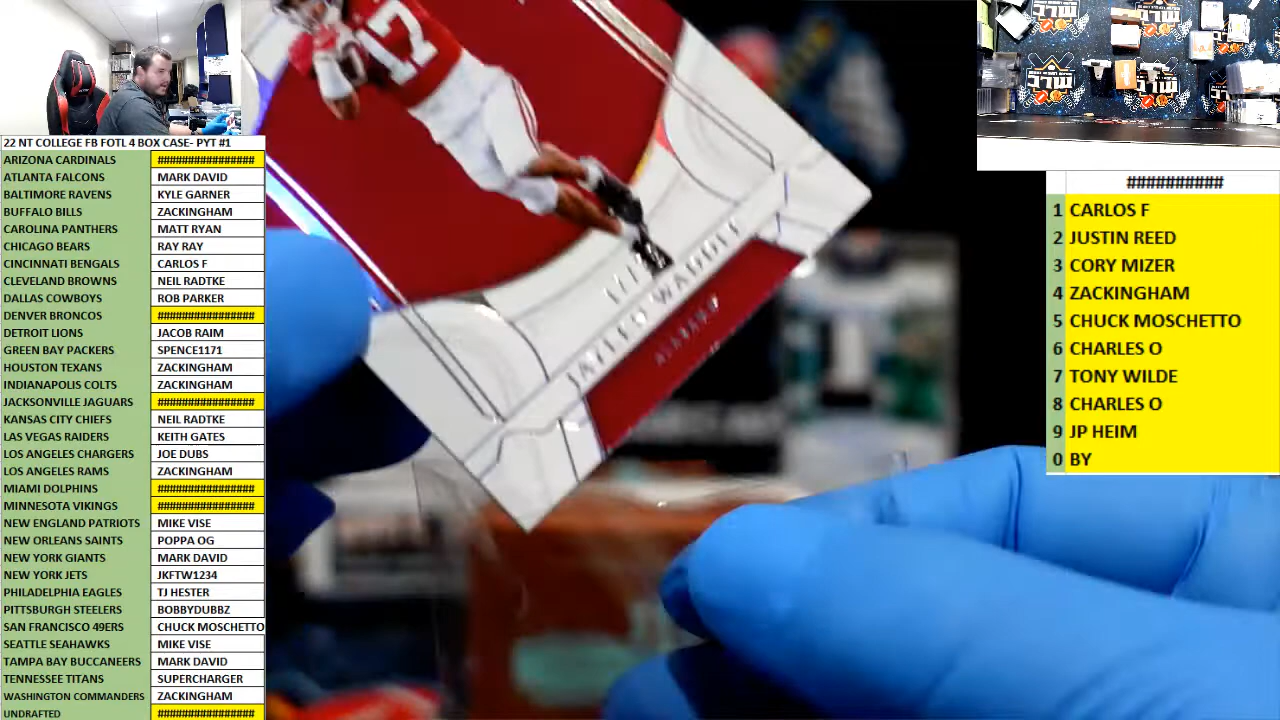 22 NT COLLEGE FB FOTL 4 BOX CASE- PYT #1
ARIZONA CARDINALS ################
ATLANTA FALCONS MARK DAVID
BALTIMORE RAVENS KYLE GARNER
BUFFALO BILLS ZACKINGHAM
CAROLINA PANTHERS MATT RYAN
CHICAGO BEARS RAY RAY
CINCINNATI BENGALS CARLOS F
CLEVELAND BROWNS NEIL RADTKE
DALLAS COWBOYS ROB PARKER
DENVER BRONCOS ################
DETROIT LIONS JACOB RAIM
GREEN BAY PACKERS SPENCE1171
HOUSTON TEXANS ZACKINGHAM
INDIANAPOLIS COLTS ZACKINGHAM
JACKSONVILLE JAGUARS ################
KANSAS CITY CHIEFS NEIL RADTKE
LAS VEGAS RAIDERS KEITH GATES
LOS ANGELES CHARGERS JOE DUBS
LOS ANGELES RAMS ZACKINGHAM
MIAMI DOLPHINS ################
MINNESOTA VIKINGS ################
NEW ENGLAND PATRIOTS MIKE VISE
NEW ORLEANS SAINTS POPPA OG
NEW YORK GIANTS MARK DAVID
NEW YORK JETS JKFTW1234
PHILADELPHIA EAGLES TJ HESTER
PITTSBURGH STEELERS BOBBYDUBBZ
SAN FRANCISCO 49ERS CHUCK MOSCHETTO
SEATTLE SEAHAWKS MIKE VISE
TAMPA BAY BUCCANEERS MARK DAVID
TENNESSEE TITANS SUPERCHARGER
WASHINGTON COMMANDERS ZACKINGHAM
UNDRAFTED ################
17
JAYLEN WADDLE
ALABAMA
##########
1 CARLOS F
2 JUSTIN REED
3 CORY MIZER
4 ZACKINGHAM
5 CHUCK MOSCHETTO
6 CHARLES O
7 TONY WILDE
8 CHARLES O
9 JP HEIM
0 BY